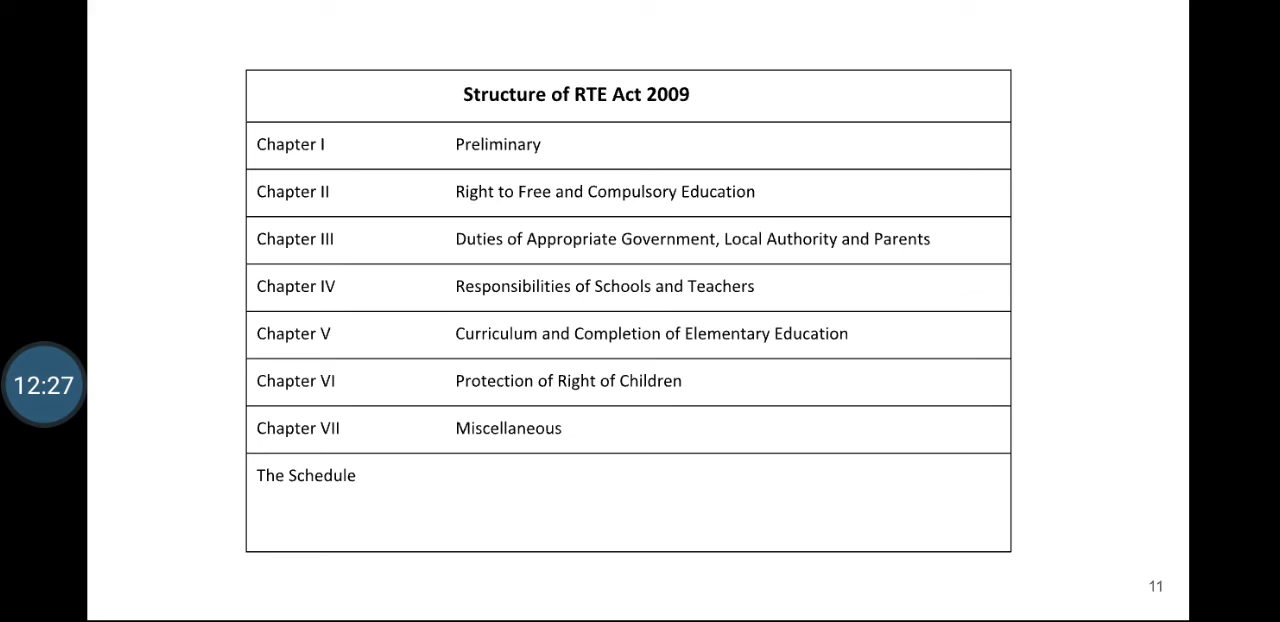 Structure of RTE Act 2009
Chapter I Preliminary
Chapter II Right to Free and Compulsory Education
Chapter III Duties of Appropriate Government, Local Authority and Parents
Chapter IV Responsibilities of Schools and Teachers
Chapter V Curriculum and Completion of Elementary Education
Chapter VI Protection of Right of Children
12:27
Chapter VII Miscellaneous
The Schedule
11